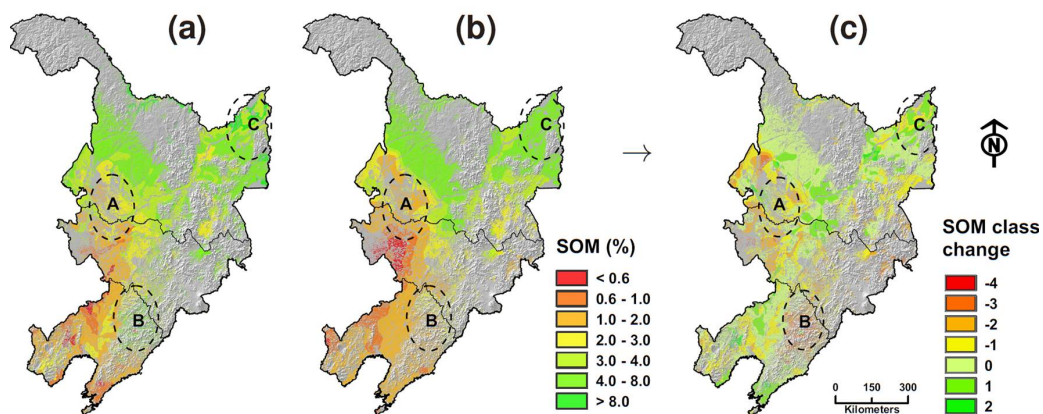 (a) (b) (c)
C C C
N
A A A
B B B
SOM (%)
< 0.6
0.6 - 1.0
1.0 - 2.0
2.0 - 3.0
3.0 - 4.0
4.0 - 8.0
> 8.0
0 150 300
Kilometers
SOM class
change
-4
-3
-2
-1
0
1
2